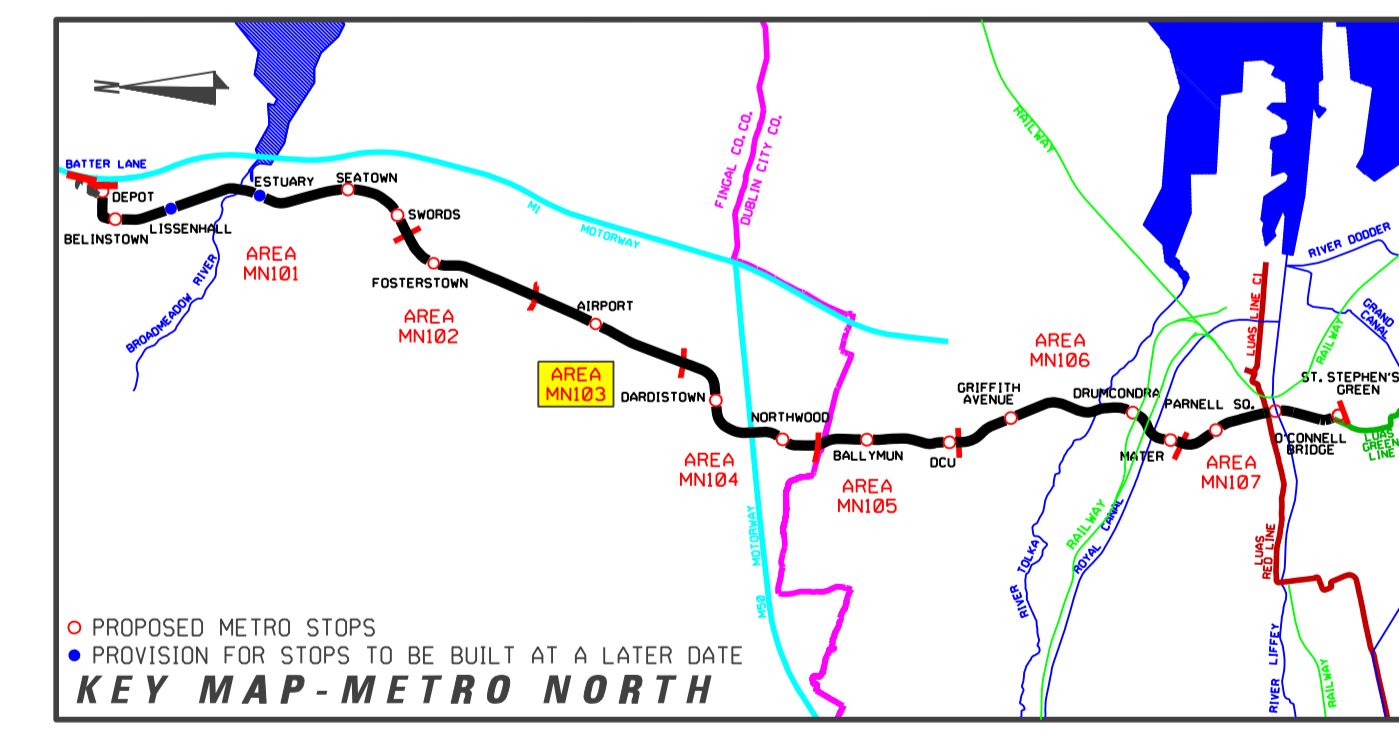 N
BATTER LANE
DEPOT
BELINSTOWN
LISSENHALL
ESTUARY
SEATOWN
SWORDS
BROADMEADOW RIVER
AREA
MN101
FOSTERSTOWN
AREA
MN102
AIRPORT
AREA
MN103
M1
MOTORWAY
FINGAL CO.CO.
DUBLIN CITY CO.
DARDISTOWN
NORTHWOOD
AREA
MN104
MOTORWAY
M50
BALLYMUN
AREA
MN105
DCU
GRIFFITH
AVENUE
AREA
MN106
DRUMCONDRA
MATER
PARNELL SQ.
AREA
MN107
O'CONNELL
BRIDGE
ST. STEPHEN'S
GREEN
LUAS
GREEN
LINE
RAILWAY
LUAS LINE C1
RIVER DODDER
GRAND
CANAL
RAILWAY
RIVER TOLKA
RAILWAY
ROYAL CANAL
LUAS
RED LINE
RIVER LIFFEY
RAILWAY
PROPOSED METRO STOPS
PROVISION FOR STOPS TO BE BUILT AT A LATER DATE
KEY MAP-METRO NORTH